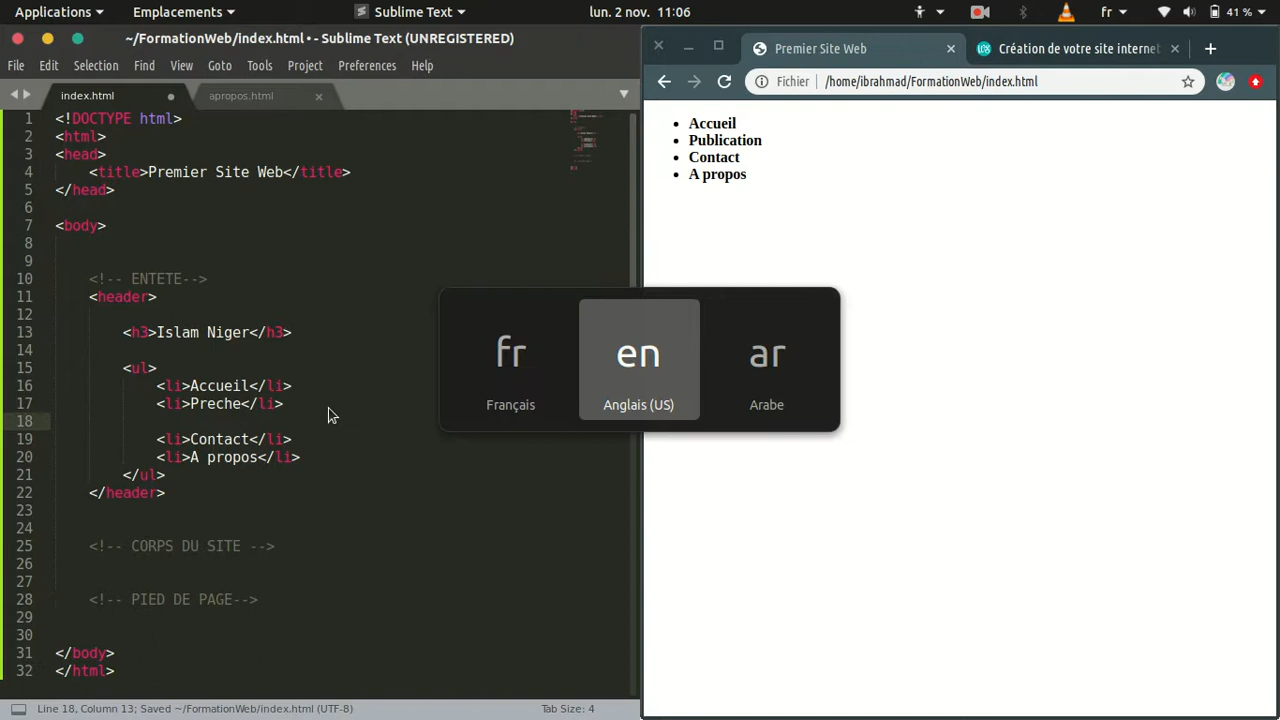 Applications Emplacements Sublime Text lun. 2 nov. 11:06 fr 41 %
~/FormationWeb/index.html • - Sublime Text (UNREGISTERED)
File Edit Selection Find View Goto Tools Project Preferences Help
index.html apropos.html
1 <!DOCTYPE html>
2 <html>
3 <head>
4 <title>Premier Site Web</title>
5 </head>
6
7 <body>
8
9
10 <!-- ENTETE-->
11 <header>
12
13 <h3>Islam Niger</h3>
14
15 <ul>
16 <li>Accueil</li>
17 <li>Preche</li>
18
19 <li>Contact</li>
20 <li>A propos</li>
21 </ul>
22 </header>
23
24
25 <!-- CORPS DU SITE -->
26
27
28 <!-- PIED DE PAGE-->
29
30
31 </body>
32 </html>
Line 18, Column 13; Saved ~/FormationWeb/index.html (UTF-8) Tab Size: 4
Premier Site Web Création de votre site internet
Fichier /home/ibrahmad/FormationWeb/index.html
• Accueil
• Publication
• Contact
• A propos
fr en ar
Français Anglais (US) Arabe